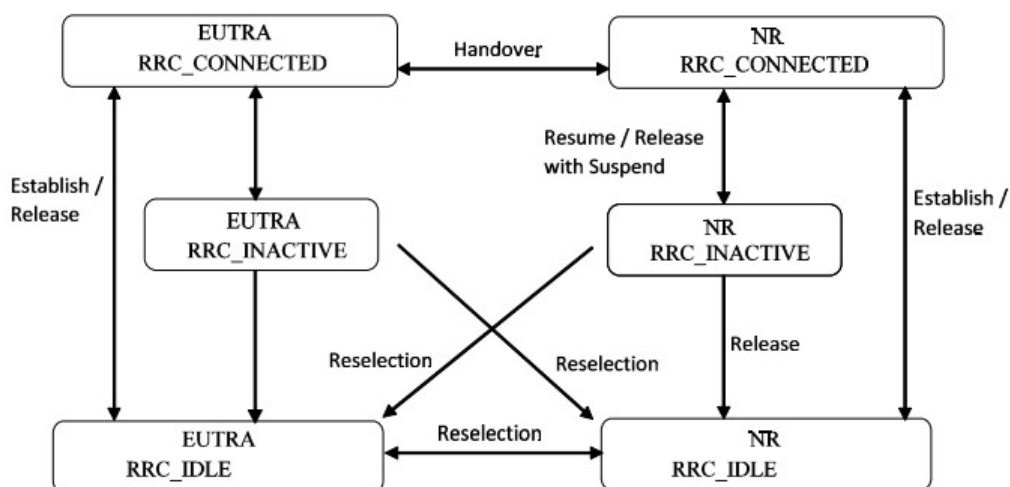 EUTRA
RRC_CONNECTED
Handover
NR
RRC_CONNECTED
Establish /
Release
Resume / Release
with Suspend
Establish /
Release
EUTRA
RRC_INACTIVE
NR
RRC_INACTIVE
Reselection
Reselection
Release
EUTRA
RRC_IDLE
Reselection
NR
RRC_IDLE